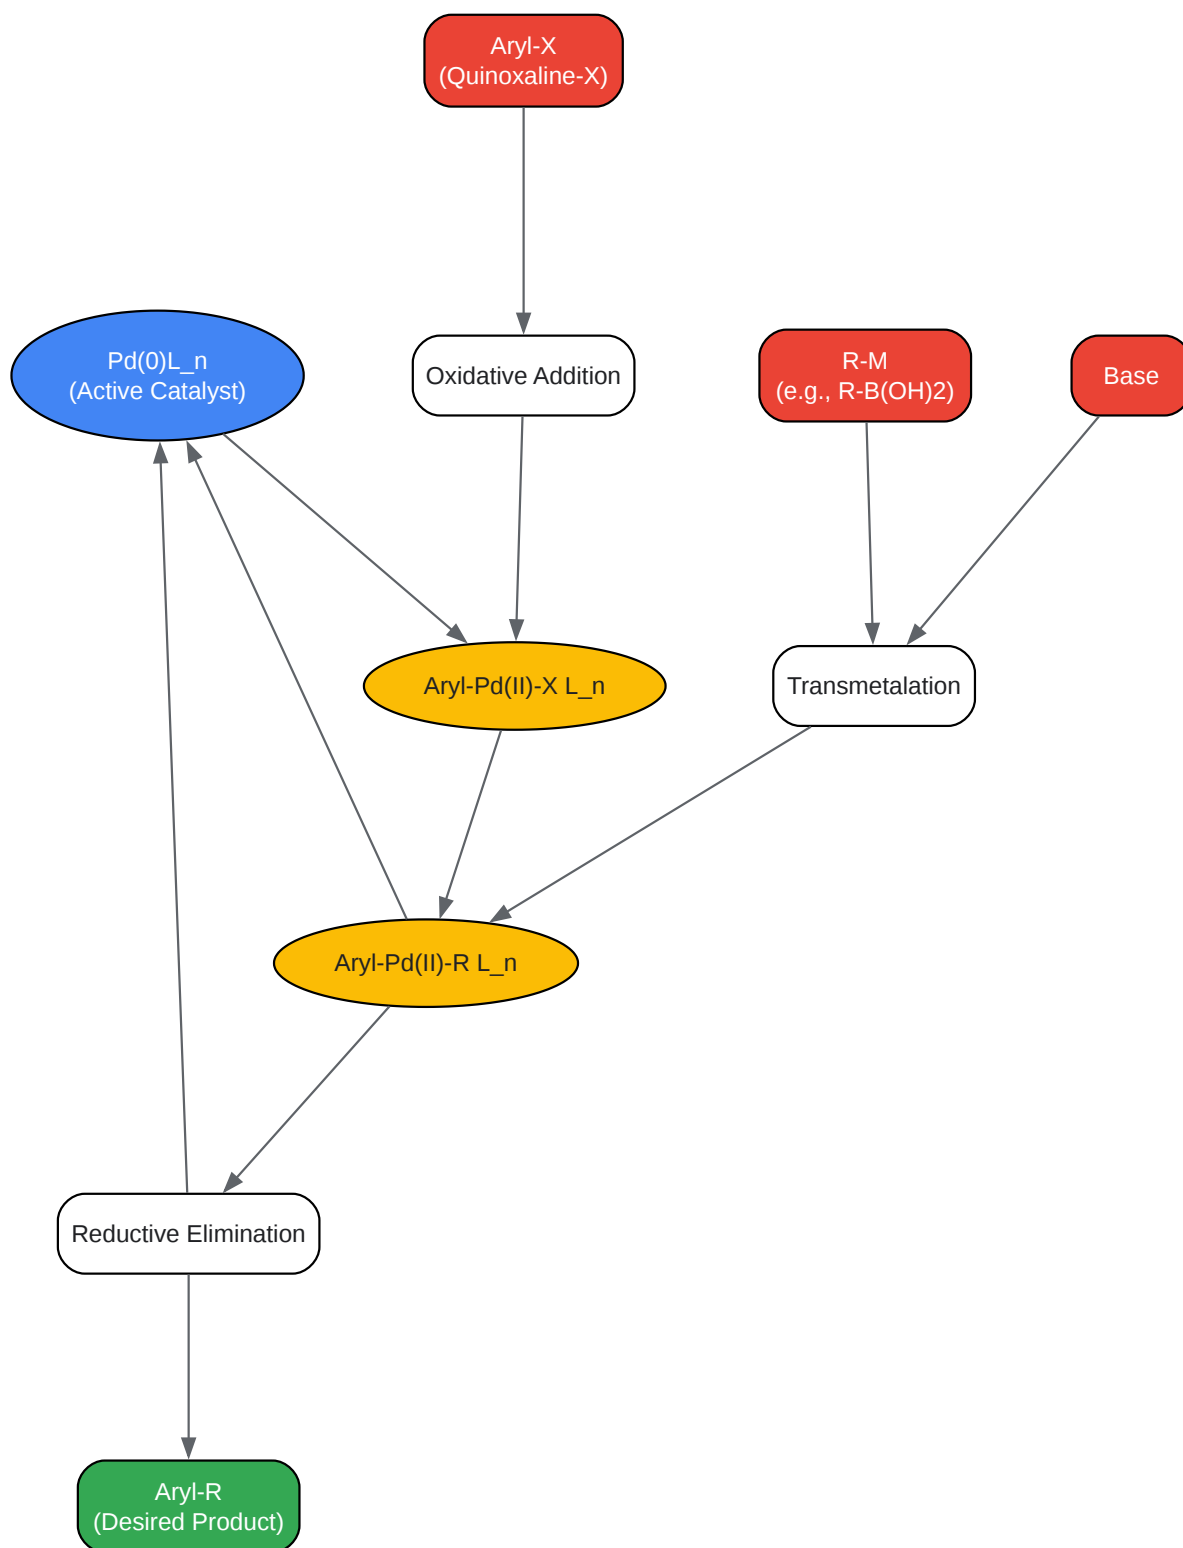 Aryl-X
(Quinoxaline-X)
Pd(0)L_n
(Active Catalyst)
Oxidative Addition
R-M
(e.g., R-B(OH)2)
Base
Aryl-Pd(II)-X L_n
Transmetalation
Aryl-Pd(II)-R L_n
Reductive Elimination
Aryl-R
(Desired Product)